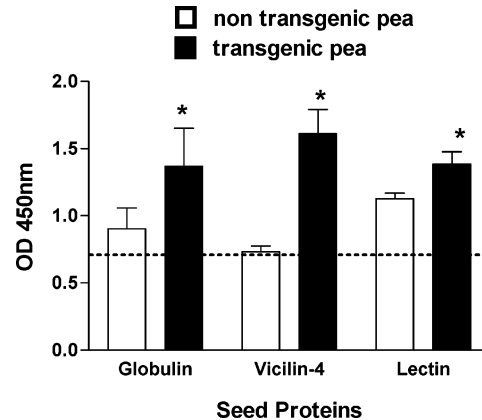 non transgenic pea
transgenic pea
2.0
1.5
1.0
0.5
0.0
OD 450nm
*
*
*
Globulin Vicilin-4 Lectin
Seed Proteins